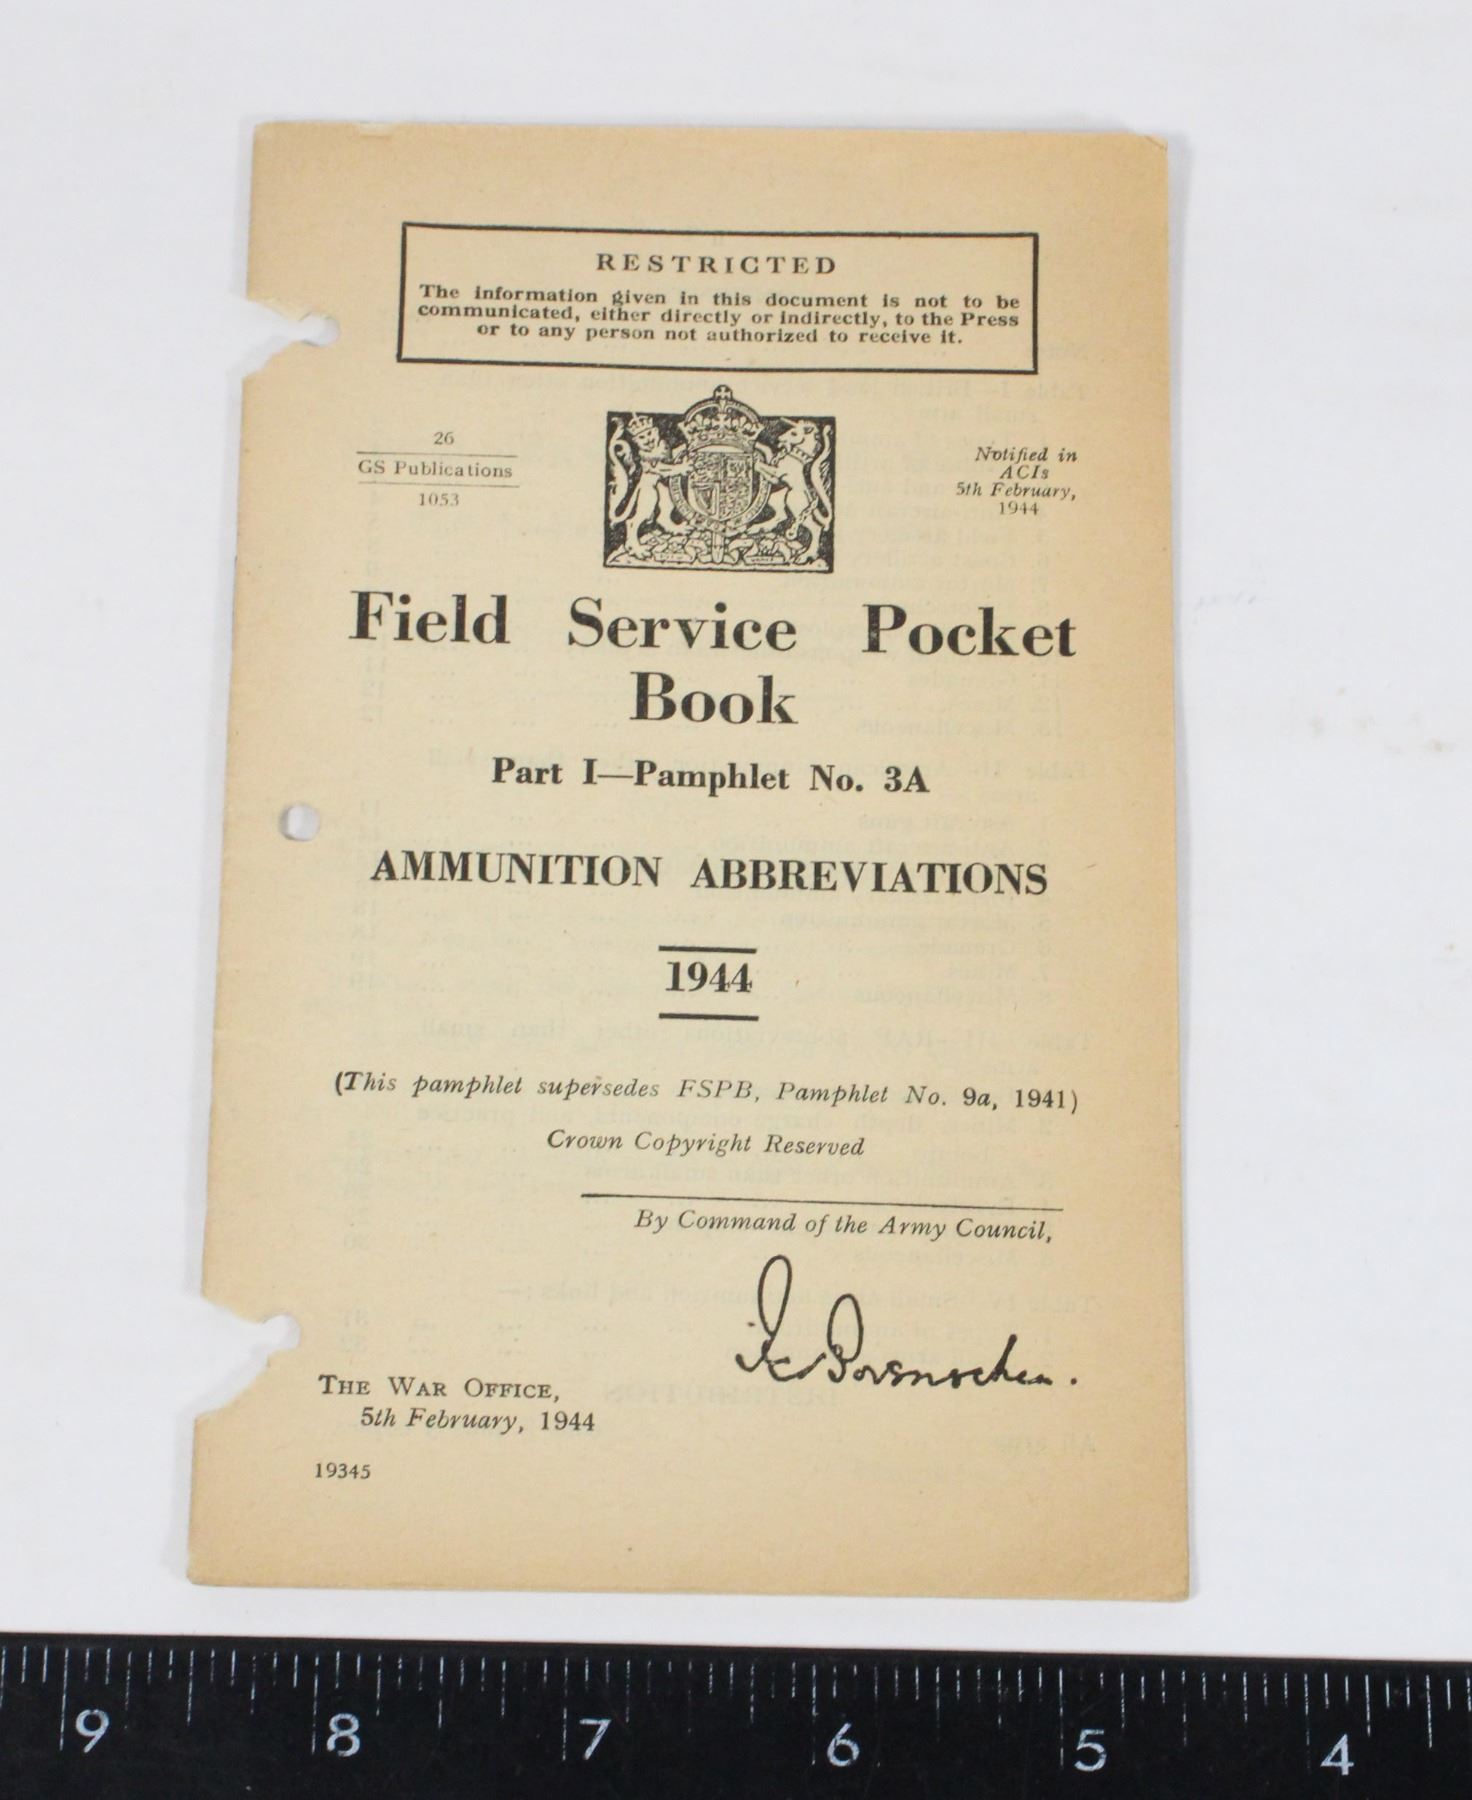 RESTRICTED
The information given in this document is not to be
communicated, either directly or indirectly, to the Press
or to any person not authorized to receive it.
26
GS Publications
1053
Notified in
ACIs
5th February,
1944
Field Service Pocket
Book
Part I—Pamphlet No. 3A
AMMUNITION ABBREVIATIONS
1944
(This pamphlet supersedes FSPB, Pamphlet No. 9a, 1941)
Crown Copyright Reserved
By Command of the Army Council,
THE WAR OFFICE,
5th February, 1944
19345
9 8 7 6 5 4